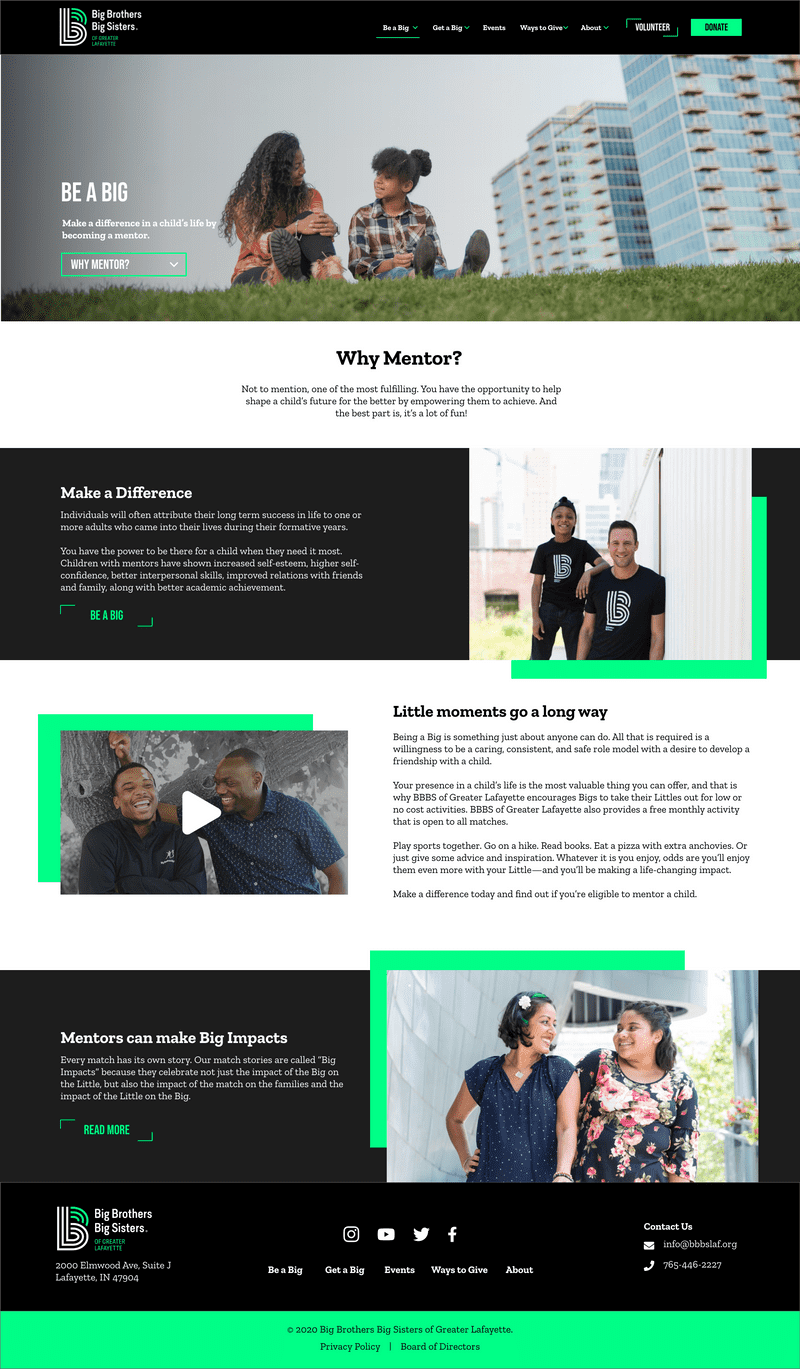 Big Brothers
Big Sisters.
OF GREATER
LAFAYETTE
Be a Big
Get a Big
Events
Ways to Give
About
VOLUNTEER
DONATE
BE A BIG
Make a difference in a child's life by
becoming a mentor.
WHY MENTOR?
Why Mentor?
Not to mention, one of the most fulfilling. You have the opportunity to help
shape a child's future for the better by empowering them to achieve. And
the best part is, it's a lot of fun!
Make a Difference
Individuals will often attribute their long term success in life to one or
more adults who came into their lives during their formative years.
You have the power to be there for a child when they need it most.
Children with mentors have shown increased self-esteem, higher self-
confidence, better interpersonal skills, improved relations with friends
and family, along with better academic achievement.
BE A BIG
Little moments go a long way
Being a Big is something just about anyone can do. All that is required is a
willingness to be a caring, consistent, and safe role model with a desire to develop a
friendship with a child.
Your presence in a child's life is the most valuable thing you can offer, and that is
why BBBS of Greater Lafayette encourages Bigs to take their Littles out for low or
no cost activities. BBBS of Greater Lafayette also provides a free monthly activity
that is open to all matches.
Play sports together. Go on a hike. Read books. Eat a pizza with extra anchovies. Or
just give some advice and inspiration. Whatever it is you enjoy, odds are you'll enjoy
them even more with your Little—and you'll be making a life-changing impact.
Make a difference today and find out if you're eligible to mentor a child.
Mentors can make Big Impacts
Every match has its own story. Our match stories are called "Big
Impacts" because they celebrate not just the impact of the Big on
the Little, but also the impact of the match on the families and the
impact of the Little on the Big.
READ MORE
Big Brothers
Big Sisters.
OF GREATER
LAFAYETTE
2000 Elmwood Ave, Suite J
Lafayette, IN 47904
Be a Big
Get a Big
Events
Ways to Give
About
Contact Us
info@bbbslaf.org
765-446-2227
© 2020 Big Brothers Big Sisters of Greater Lafayette.
Privacy Policy | Board of Directors